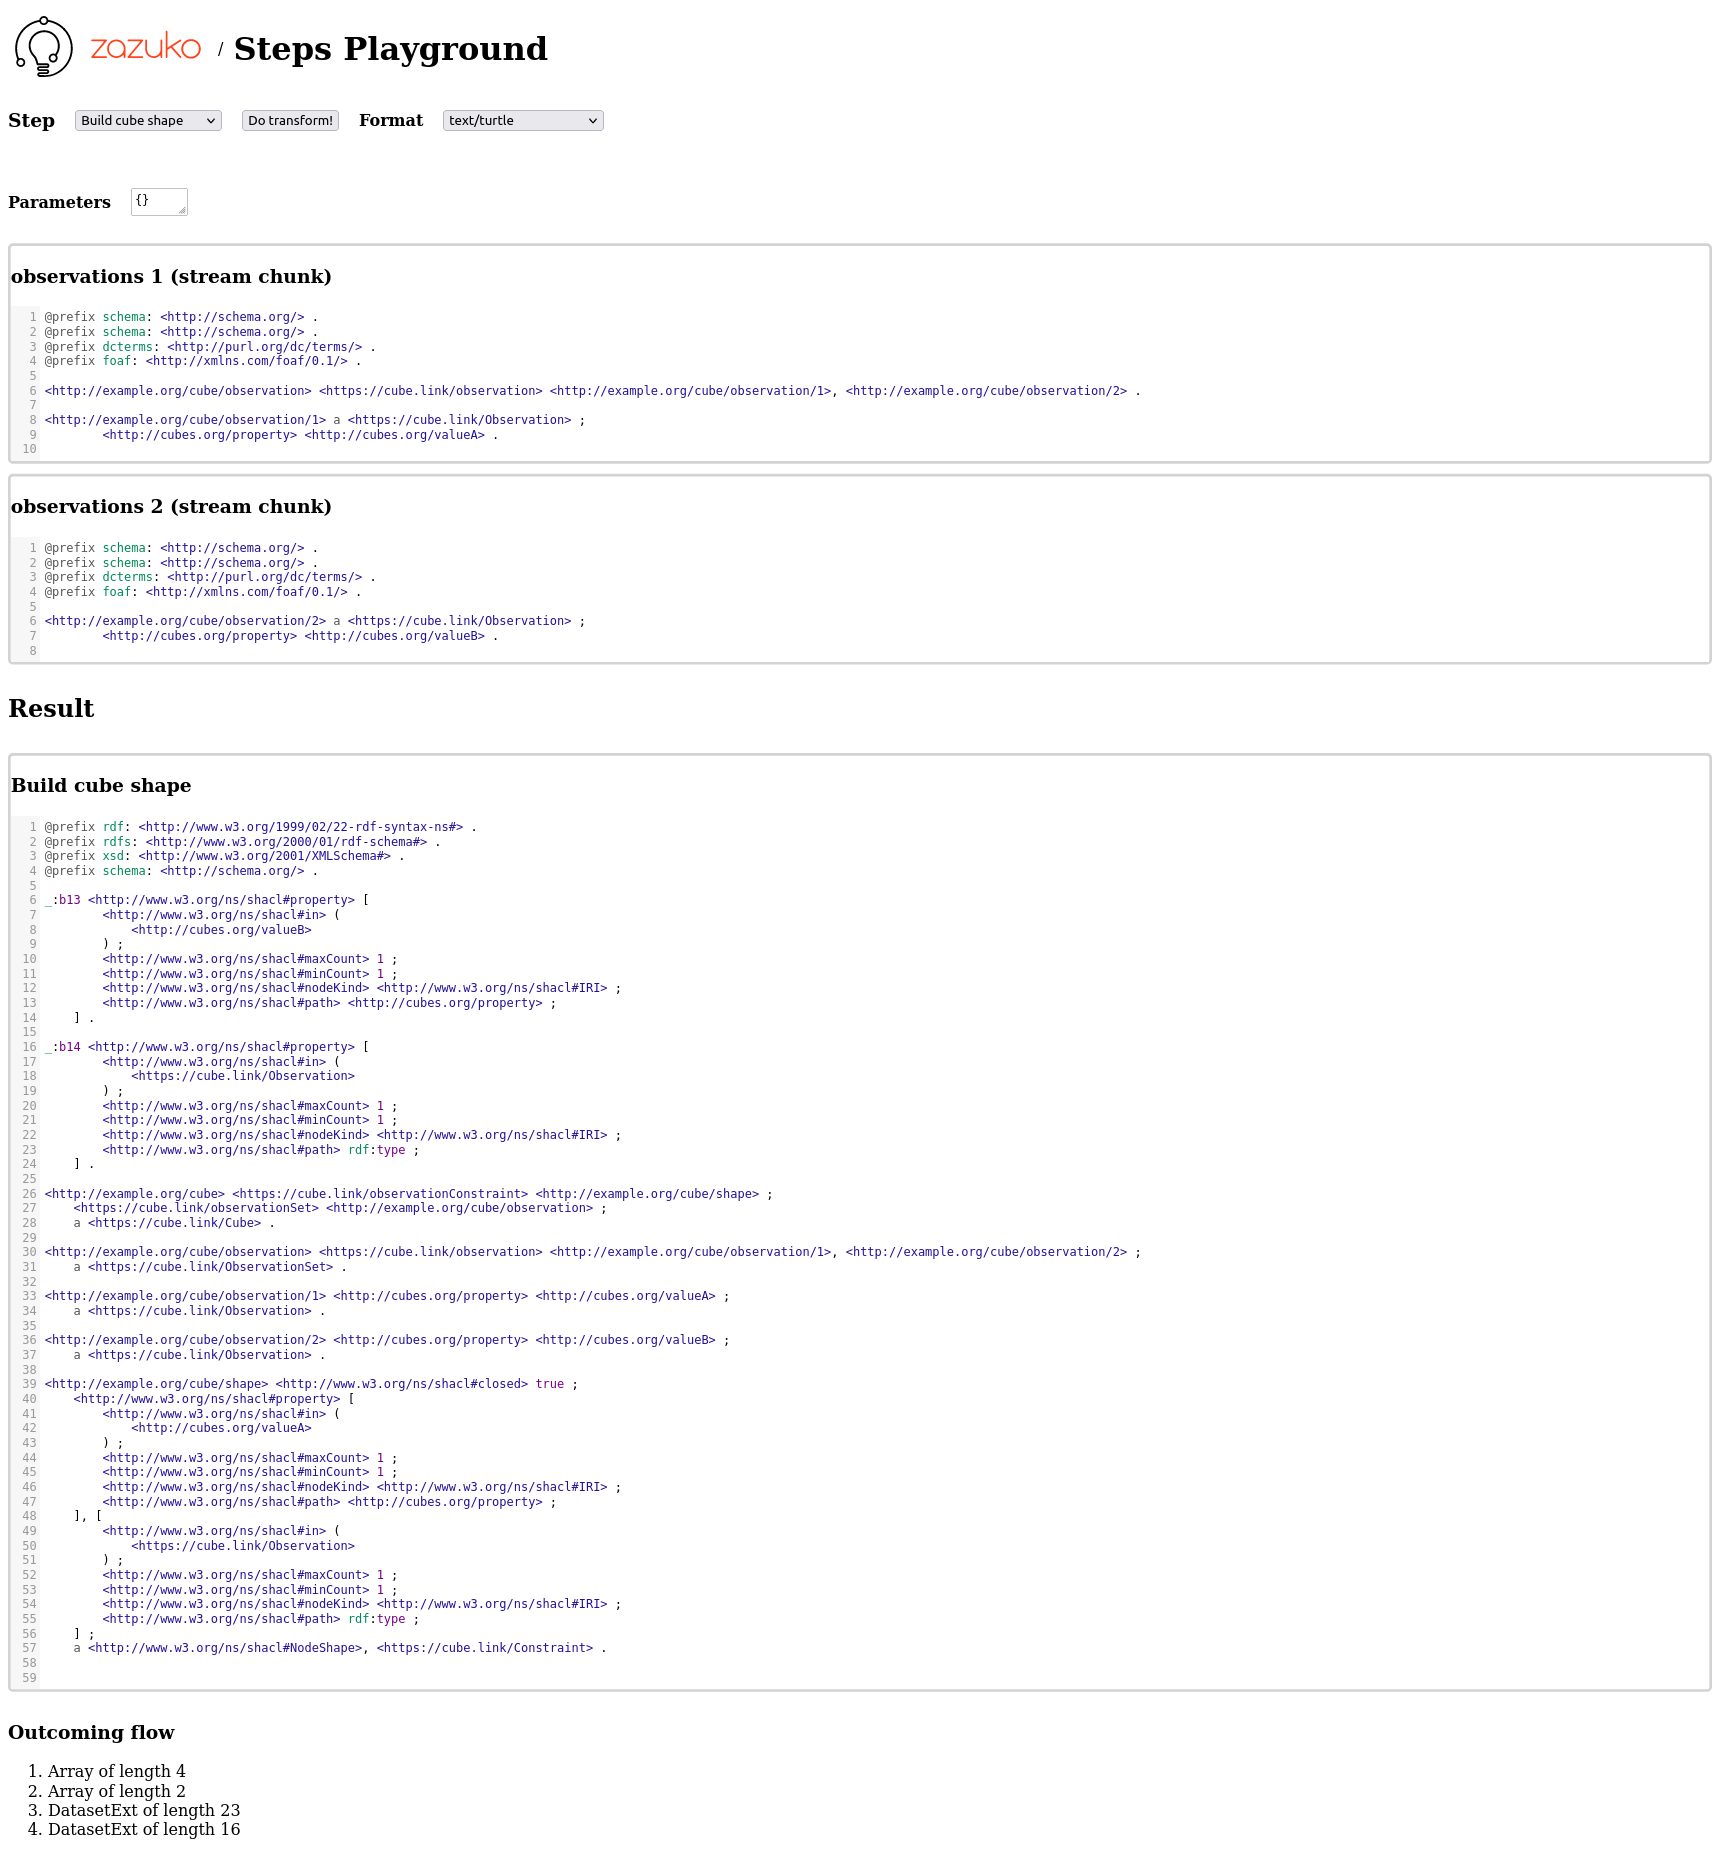 zazuko / Steps Playground
Step Build cube shape Do transform! Format text/turtle
Parameters {}
observations 1 (stream chunk)
1 @prefix schema: <http://schema.org/> .
2 @prefix schema: <http://schema.org/> .
3 @prefix dcterms: <http://purl.org/dc/terms/> .
4 @prefix foaf: <http://xmlns.com/foaf/0.1/> .
5
6 <http://example.org/cube/observation> <https://cube.link/observation> <http://example.org/cube/observation/1>, <http://example.org/cube/observation/2> .
7
8 <http://example.org/cube/observation/1> a <https://cube.link/Observation> ;
9         <http://cubes.org/property> <http://cubes.org/valueA> .
10
observations 2 (stream chunk)
1 @prefix schema: <http://schema.org/> .
2 @prefix schema: <http://schema.org/> .
3 @prefix dcterms: <http://purl.org/dc/terms/> .
4 @prefix foaf: <http://xmlns.com/foaf/0.1/> .
5
6 <http://example.org/cube/observation/2> a <https://cube.link/Observation> ;
7         <http://cubes.org/property> <http://cubes.org/valueB> .
8
Result
Build cube shape
1 @prefix rdf: <http://www.w3.org/1999/02/22-rdf-syntax-ns#> .
2 @prefix rdfs: <http://www.w3.org/2000/01/rdf-schema#> .
3 @prefix xsd: <http://www.w3.org/2001/XMLSchema#> .
4 @prefix schema: <http://schema.org/> .
5
6 _:b13 <http://www.w3.org/ns/shacl#property> [
7         <http://www.w3.org/ns/shacl#in> (
8             <http://cubes.org/valueB>
9         ) ;
10         <http://www.w3.org/ns/shacl#maxCount> 1 ;
11         <http://www.w3.org/ns/shacl#minCount> 1 ;
12         <http://www.w3.org/ns/shacl#nodeKind> <http://www.w3.org/ns/shacl#IRI> ;
13         <http://www.w3.org/ns/shacl#path> <http://cubes.org/property> ;
14     ] .
15
16 _:b14 <http://www.w3.org/ns/shacl#property> [
17         <http://www.w3.org/ns/shacl#in> (
18             <https://cube.link/Observation>
19         ) ;
20         <http://www.w3.org/ns/shacl#maxCount> 1 ;
21         <http://www.w3.org/ns/shacl#minCount> 1 ;
22         <http://www.w3.org/ns/shacl#nodeKind> <http://www.w3.org/ns/shacl#IRI> ;
23         <http://www.w3.org/ns/shacl#path> rdf:type ;
24     ] .
25
26 <http://example.org/cube> <https://cube.link/observationConstraint> <http://example.org/cube/shape> ;
27     <https://cube.link/observationSet> <http://example.org/cube/observation> ;
28     a <https://cube.link/Cube> .
29
30 <http://example.org/cube/observation> <https://cube.link/observation> <http://example.org/cube/observation/1>, <http://example.org/cube/observation/2> ;
31     a <https://cube.link/ObservationSet> .
32
33 <http://example.org/cube/observation/1> <http://cubes.org/property> <http://cubes.org/valueA> ;
34     a <https://cube.link/Observation> .
35
36 <http://example.org/cube/observation/2> <http://cubes.org/property> <http://cubes.org/valueB> ;
37     a <https://cube.link/Observation> .
38
39 <http://example.org/cube/shape> <http://www.w3.org/ns/shacl#closed> true ;
40     <http://www.w3.org/ns/shacl#property> [
41         <http://www.w3.org/ns/shacl#in> (
42             <http://cubes.org/valueA>
43         ) ;
44         <http://www.w3.org/ns/shacl#maxCount> 1 ;
45         <http://www.w3.org/ns/shacl#minCount> 1 ;
46         <http://www.w3.org/ns/shacl#nodeKind> <http://www.w3.org/ns/shacl#IRI> ;
47         <http://www.w3.org/ns/shacl#path> <http://cubes.org/property> ;
48     ], [
49         <http://www.w3.org/ns/shacl#in> (
50             <https://cube.link/Observation>
51         ) ;
52         <http://www.w3.org/ns/shacl#maxCount> 1 ;
53         <http://www.w3.org/ns/shacl#minCount> 1 ;
54         <http://www.w3.org/ns/shacl#nodeKind> <http://www.w3.org/ns/shacl#IRI> ;
55         <http://www.w3.org/ns/shacl#path> rdf:type ;
56     ] ;
57     a <http://www.w3.org/ns/shacl#NodeShape>, <https://cube.link/Constraint> .
58
59
Outcoming flow
1. Array of length 4
2. Array of length 2
3. DatasetExt of length 23
4. DatasetExt of length 16